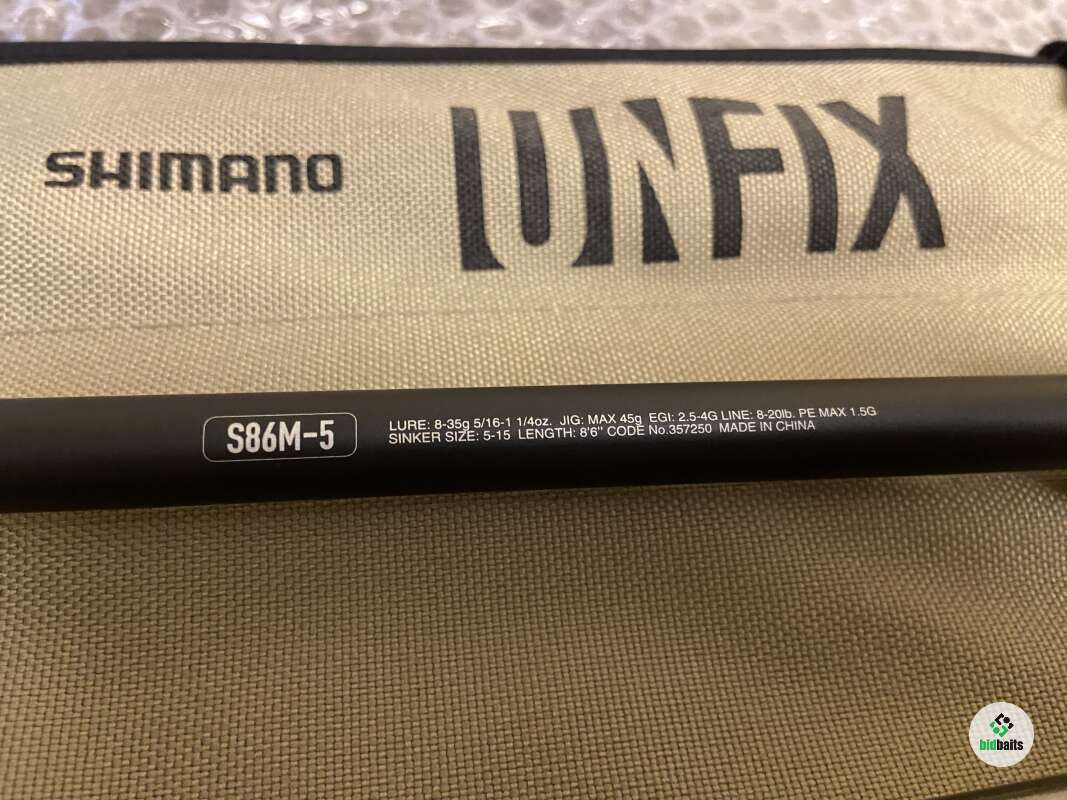 SHIMANO
UNFIX
S86M-5
LURE: 8-35g 5/16-1 1/4oz. JIG: MAX 45g EGI: 2.5-4G LINE: 8-20lb. PE MAX 1.5G
SINKER SIZE: 5-15 LENGTH: 8'6" CODE No.357250 MADE IN CHINA
bidbaits